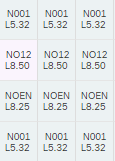 N001 N001 N001
L5.32 L5.32 L5.32
NO12 NO12 NO12
L8.50 L8.50 L8.50
NOEN NOEN NOEN
L8.25 L8.25 L8.25
N001 N001 N001
L5.32 L5.32 L5.32